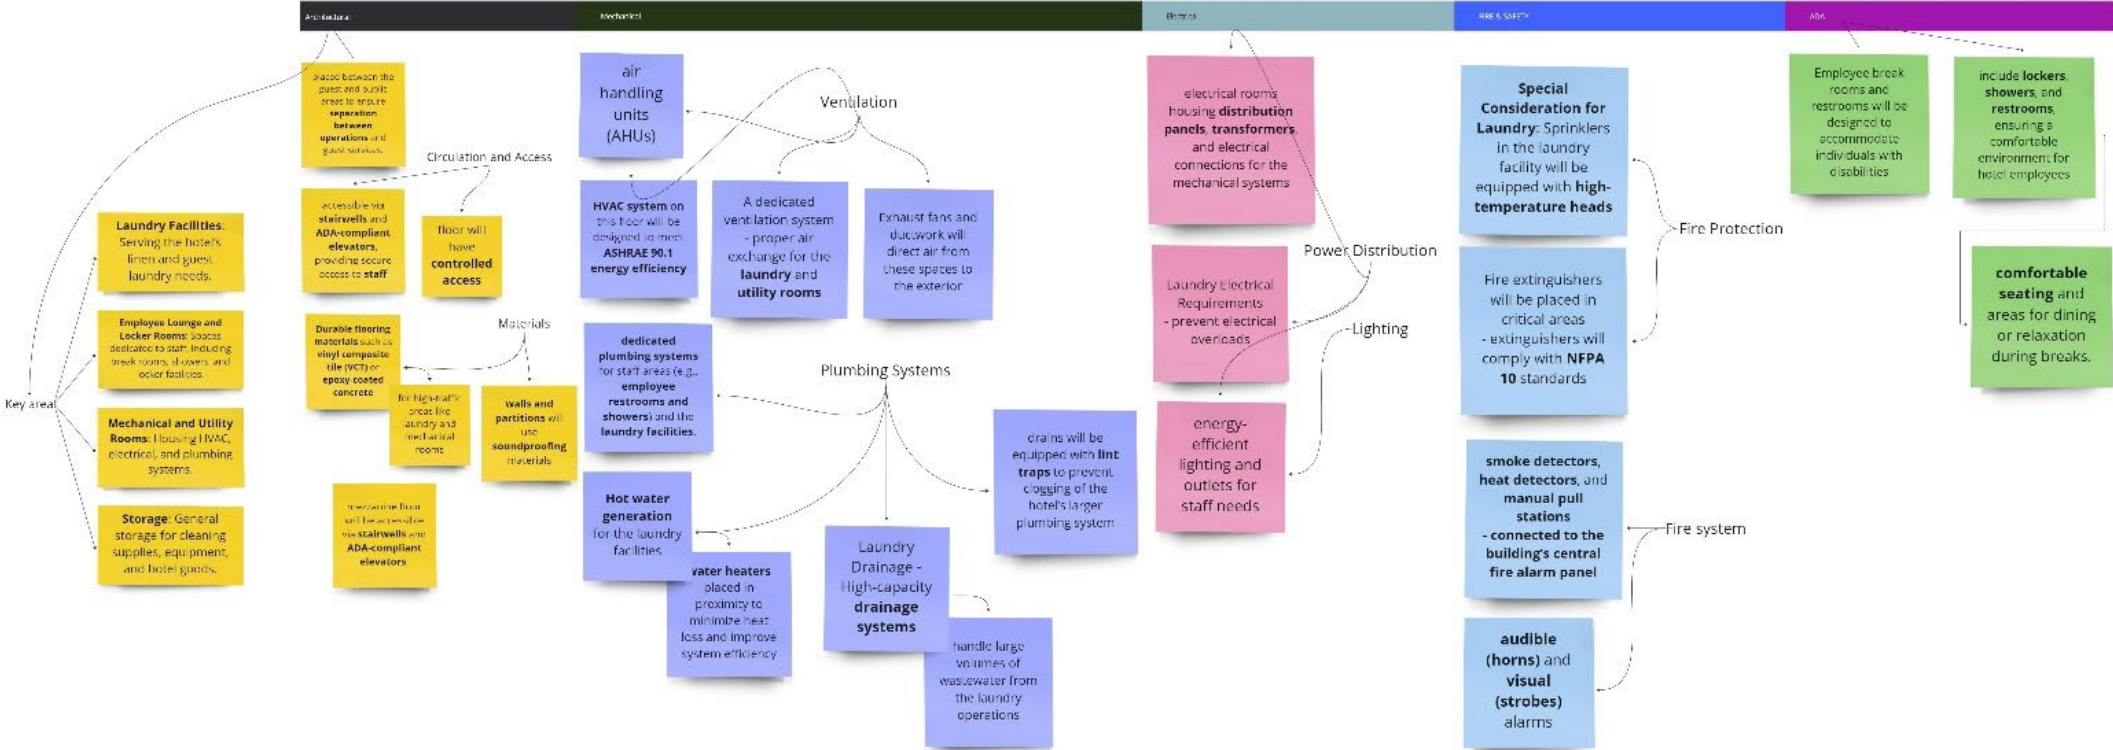 Architectural
Mechanical
Electrical
FIRE & SAFETY
ADA
placed between the
guest and public
areas to ensure
separation
between
operations and
guest services.
Circulation and Access
accessible via
stairwells and
ADA-compliant
elevators,
providing secure
access to staff
floor will
have
controlled
access
Key areas
Laundry Facilities:
Serving the hotel's
linen and guest
laundry needs.
Employee Lounge and
Locker Rooms: Spaces
dedicated to staff, including
break rooms, showers, and
locker facilities.
Mechanical and Utility
Rooms: Housing HVAC,
electrical, and plumbing
systems.
Storage: General
storage for cleaning
supplies, equipment,
and hotel goods.
Materials
Durable flooring
materials such as
vinyl composite
tile (VCT) or
epoxy-coated
concrete
for high-traffic
areas like
laundry and
mechanical
rooms
walls and
partitions will
use
soundproofing
materials
mezzanine floor
will be accessible
via stairwells and
ADA-compliant
elevators
air
handling
units
(AHUs)
Ventilation
HVAC system on
this floor will be
designed to meet
ASHRAE 90.1
energy efficiency
A dedicated
ventilation system
- proper air
exchange for the
laundry and
utility rooms
Exhaust fans and
ductwork will
direct air from
these spaces to
the exterior
dedicated
plumbing systems
for staff areas (e.g.,
employee
restrooms and
showers) and the
laundry facilities.
Plumbing Systems
Hot water
generation
for the laundry
facilities
water heaters
placed in
proximity to
minimize heat
loss and improve
system efficiency
Laundry
Drainage -
High-capacity
drainage
systems
handle large
volumes of
wastewater from
the laundry
operations
drains will be
equipped with lint
traps to prevent
clogging of the
hotel's larger
plumbing system
electrical rooms
housing distribution
panels, transformers,
and electrical
connections for the
mechanical systems
Power Distribution
Laundry Electrical
Requirements
- prevent electrical
overloads
Lighting
energy-
efficient
lighting and
outlets for
staff needs
Special
Consideration for
Laundry: Sprinklers
in the laundry
facility will be
equipped with high-
temperature heads
Fire Protection
Fire extinguishers
will be placed in
critical areas
- extinguishers will
comply with NFPA
10 standards
smoke detectors,
heat detectors, and
manual pull
stations
- connected to the
building's central
fire alarm panel
Fire system
audible
(horns) and
visual
(strobes)
alarms
Employee break
rooms and
restrooms will be
designed to
accommodate
individuals with
disabilities
include lockers,
showers, and
restrooms,
ensuring a
comfortable
environment for
hotel employees
comfortable
seating and
areas for dining
or relaxation
during breaks.